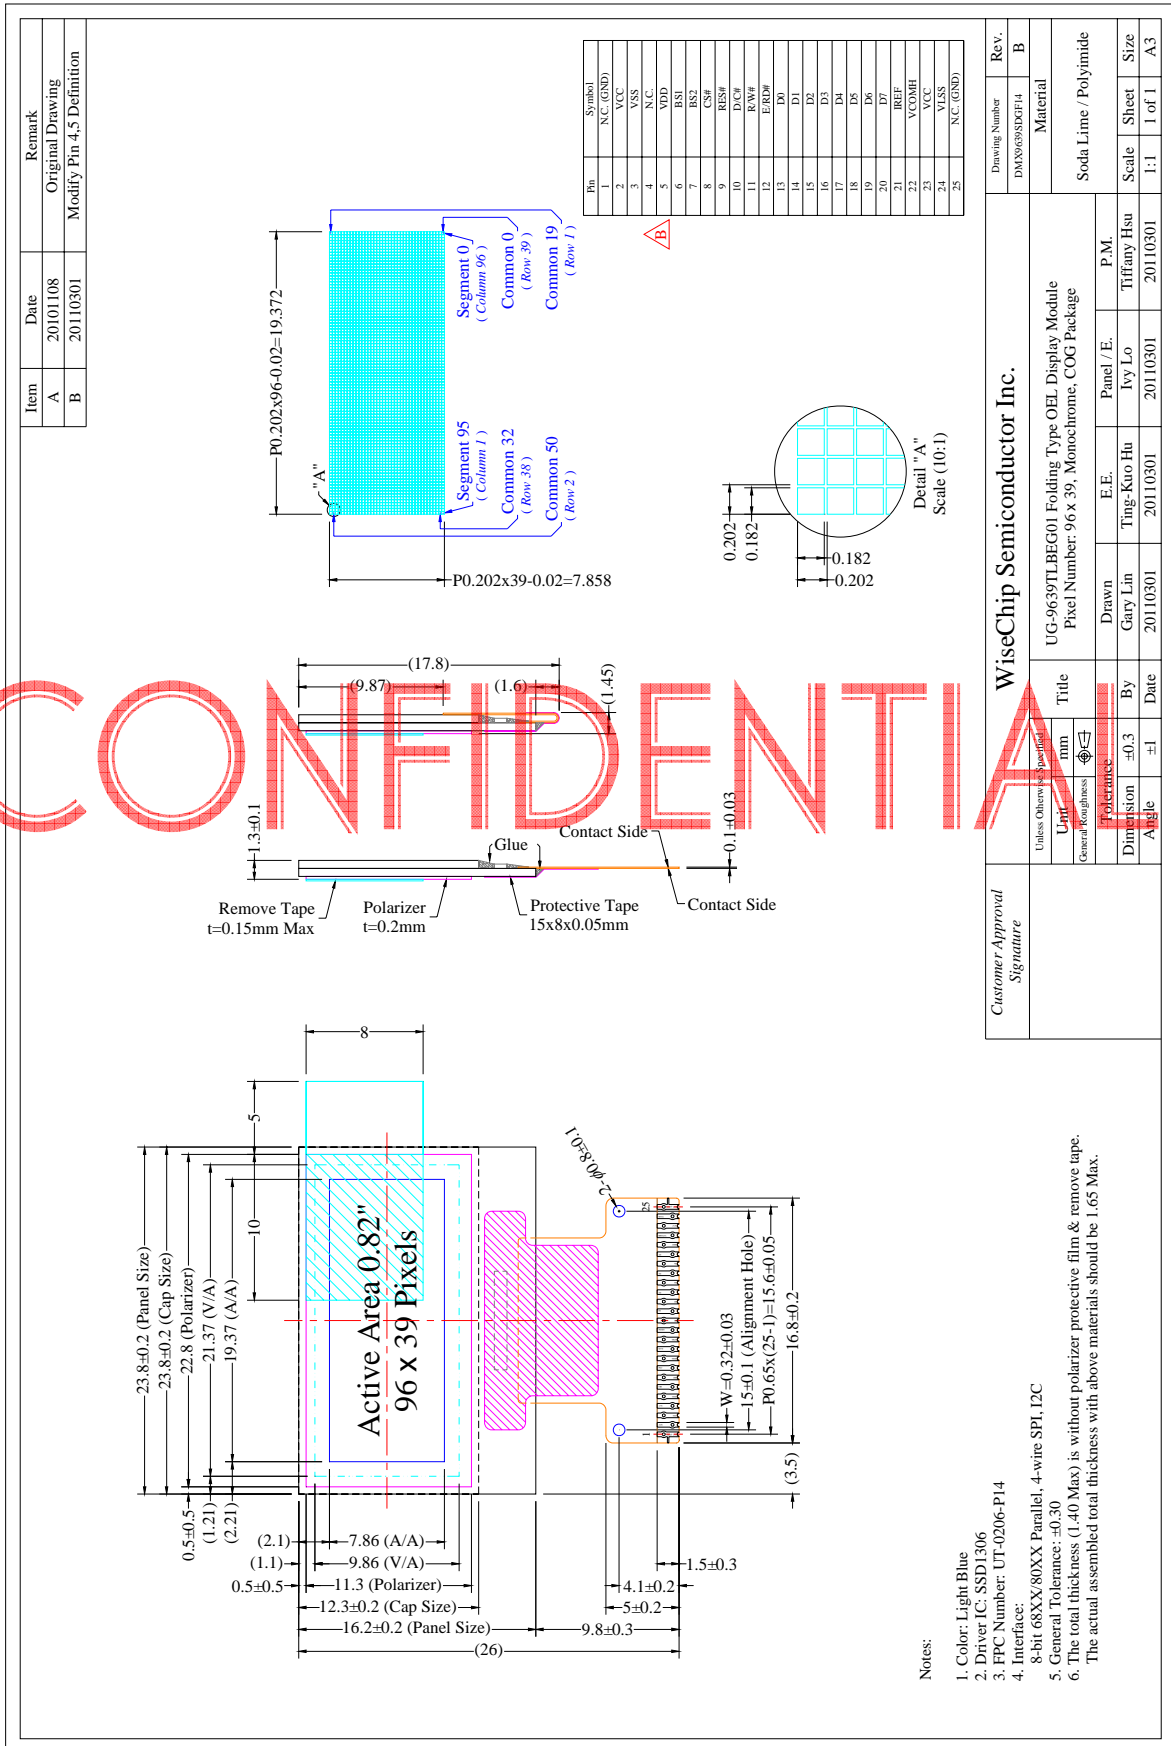 Item Date Remark
A 20101108 Original Drawing
B 20110301 Modify Pin 4,5 Definition
23.8±0.2 (Panel Size)
23.8±0.2 (Cap Size)
22.8 (Polarizer)
21.37 (V/A)
19.37 (A/A)
0.5±0.5
(1.21)
(2.21)
10
5
8
Active Area 0.82"
96 x 39 Pixels
(2.1)
7.86 (A/A)
(1.1)
9.86 (V/A)
0.5±0.5
11.3 (Polarizer)
12.3±0.2 (Cap Size)
16.2±0.2 (Panel Size)
9.8±0.3
(26)
1.5±0.3
4.1±0.2
5±0.2
2-ϕ0.8±0.1
1
25
W=0.32±0.03
15±0.1 (Alignment Hole)
P0.65x(25-1)=15.6±0.05
16.8±0.2
(3.5)
1.3±0.1
Remove Tape
t=0.15mm Max
Polarizer
t=0.2mm
Protective Tape
15x8x0.05mm
Glue
Contact Side
Contact Side
0.1±0.03
(17.8)
(9.87)
(1.6)
(1.45)
P0.202x96-0.02=19.372
"A"
P0.202x39-0.02=7.858
Segment 95
( Column 1 )
Common 32
( Row 38 )
Common 50
( Row 2 )
Segment 0
( Column 96 )
Common 0
( Row 39 )
Common 19
( Row 1 )
0.202
0.182
0.182
0.202
Detail "A"
Scale (10:1)
B
Pin Symbol
1 N.C. (GND)
2 VCC
3 VSS
4 N.C.
5 VDD
6 BS1
7 BS2
8 CS#
9 RES#
10 D/C#
11 R/W#
12 E/RD#
13 D0
14 D1
15 D2
16 D3
17 D4
18 D5
19 D6
20 D7
21 IREF
22 VCOMH
23 VCC
24 VLSS
25 N.C. (GND)
CONFIDENTIAL
Notes:
1. Color: Light Blue
2. Driver IC: SSD1306
3. FPC Number: UT-0206-P14
4. Interface:
8-bit 68XX/80XX Parallel, 4-wire SPI, I2C
5. General Tolerance: ±0.30
6. The total thickness (1.40 Max) is without polarizer protective film & remove tape.
The actual assembled total thickness with above materials should be 1.65 Max.
Customer Approval
Signature
WiseChip Semiconductor Inc.
Drawing Number Rev.
DMX9639SDGF14 B
Unless Otherwise Specified
Unit mm
General Roughness
Tolerance
Dimension ±0.3
Angle ±1
Title
UG-9639TLBEG01 Folding Type OEL Display Module
Pixel Number: 96 x 39, Monochrome, COG Package
Material
Soda Lime / Polyimide
By Drawn E.E. Panel / E. P.M.
Gary Lin Ting-Kuo Hu Ivy Lo Tiffany Hsu
Date 20110301 20110301 20110301 20110301
Scale Sheet Size
1:1 1 of 1 A3